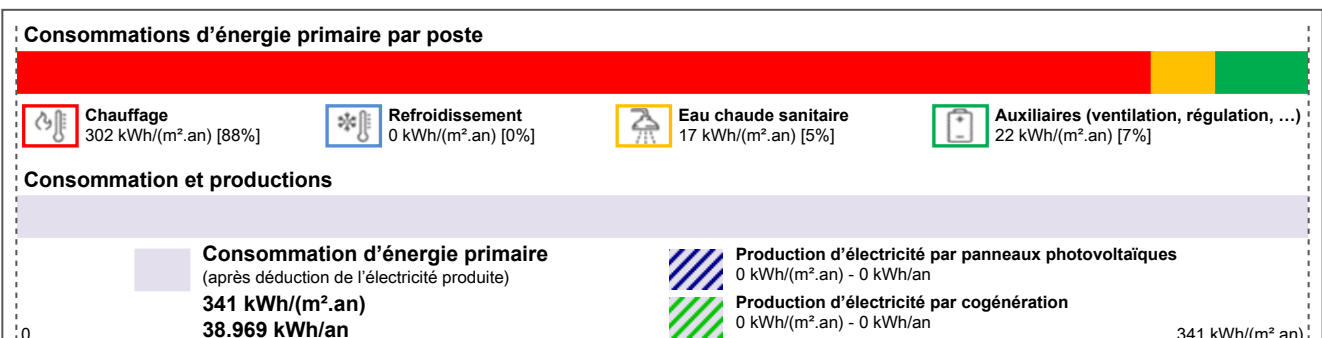 Consommations d’énergie primaire par poste
Chauffage
302 kWh/(m².an) [88%]
Refroidissement
0 kWh/(m².an) [0%]
Eau chaude sanitaire
17 kWh/(m².an) [5%]
Auxiliaires (ventilation, régulation, …)
22 kWh/(m².an) [7%]
Consommation et productions
Consommation d’énergie primaire
(après déduction de l’électricité produite)
341 kWh/(m².an)
38.969 kWh/an
Production d’électricité par panneaux photovoltaïques
0 kWh/(m².an) - 0 kWh/an
Production d’électricité par cogénération
0 kWh/(m².an) - 0 kWh/an
0
341 kWh/(m².an)